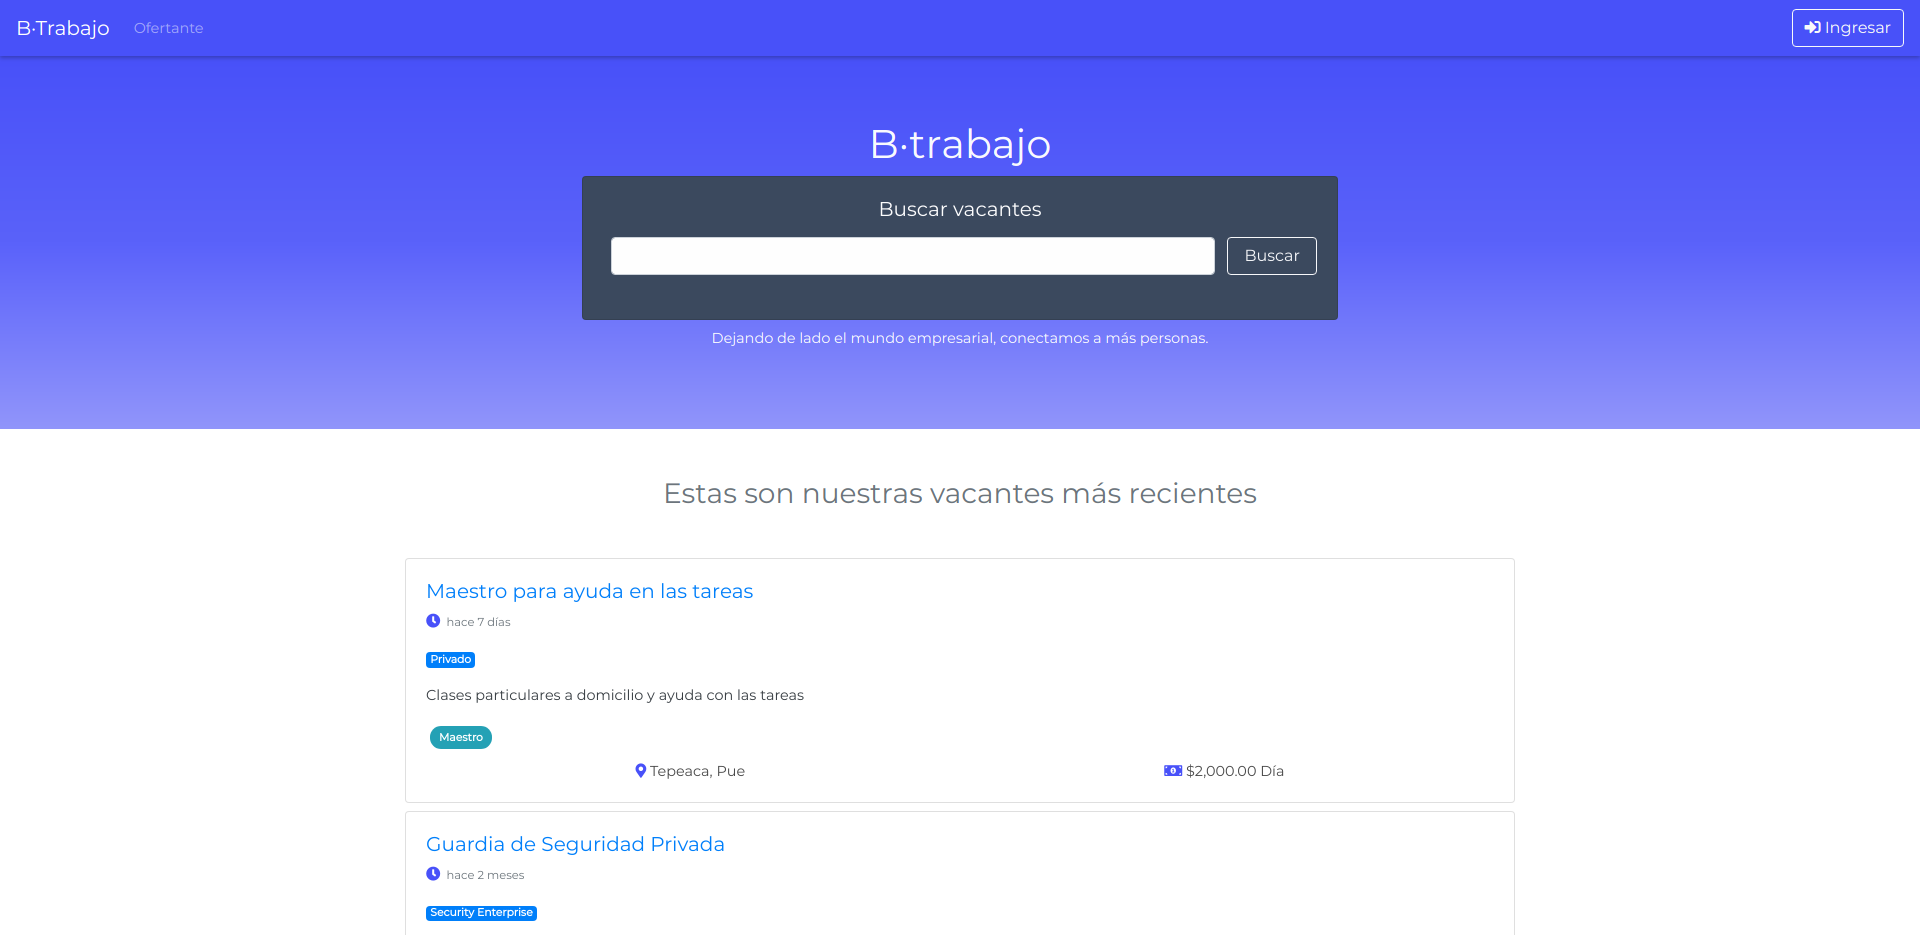 B·Trabajo Ofertante Ingresar
B·trabajo
Buscar vacantes
Buscar
Dejando de lado el mundo empresarial, conectamos a más personas.
Estas son nuestras vacantes más recientes
Maestro para ayuda en las tareas
hace 7 días
Privado
Clases particulares a domicilio y ayuda con las tareas
Maestro
Tepeaca, Pue $2,000.00 Día
Guardia de Seguridad Privada
hace 2 meses
Security Enterprise